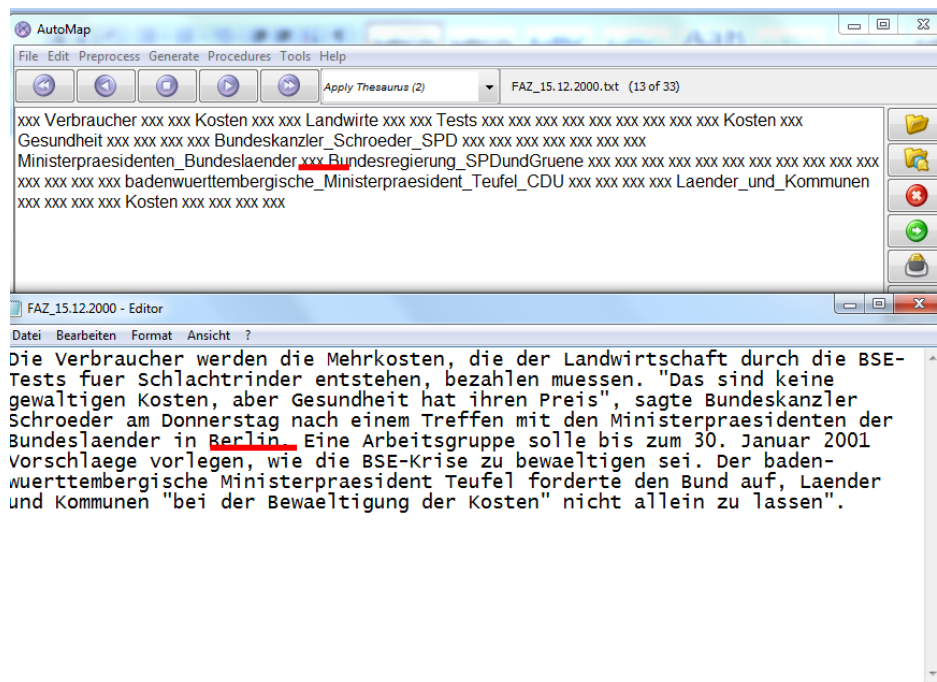 AutoMap
File Edit Preprocess Generate Procedures Tools Help
Apply Thesaurus (2) FAZ_15.12.2000.txt (13 of 33)
xxx Verbraucher xxx xxx Kosten xxx xxx Landwirte xxx xxx Tests xxx xxx xxx xxx xxx xxx xxx xxx Kosten xxx
Gesundheit xxx xxx xxx xxx Bundeskanzler_Schroeder_SPD xxx xxx xxx xxx xxx xxx xxx
Ministerpraesidenten_Bundeslaender xxx Bundesregierung_SPDundGruene xxx xxx xxx xxx xxx xxx xxx xxx xxx xxx xxx
xxx xxx xxx xxx badenwuerttembergische_Ministerpraesident_Teufel_CDU xxx xxx xxx xxx Laender_und_Kommunen
xxx xxx xxx xxx Kosten xxx xxx xxx xxx
FAZ_15.12.2000 - Editor
Datei Bearbeiten Format Ansicht ?
Die Verbraucher werden die Mehrkosten, die der Landwirtschaft durch die BSE-
Tests fuer Schlachtrinder entstehen, bezahlen muessen. "Das sind keine
gewaltigen Kosten, aber Gesundheit hat ihren Preis", sagte Bundeskanzler
Schroeder am Donnerstag nach einem Treffen mit den Ministerpraesidenten der
Bundeslaender in Berlin. Eine Arbeitsgruppe solle bis zum 30. Januar 2001
Vorschlaege vorlegen, wie die BSE-Krise zu bewaeltigen sei. Der baden-
wuerttembergische Ministerpraesident Teufel forderte den Bund auf, Laender
und Kommunen "bei der Bewaeltigung der Kosten" nicht allein zu lassen".